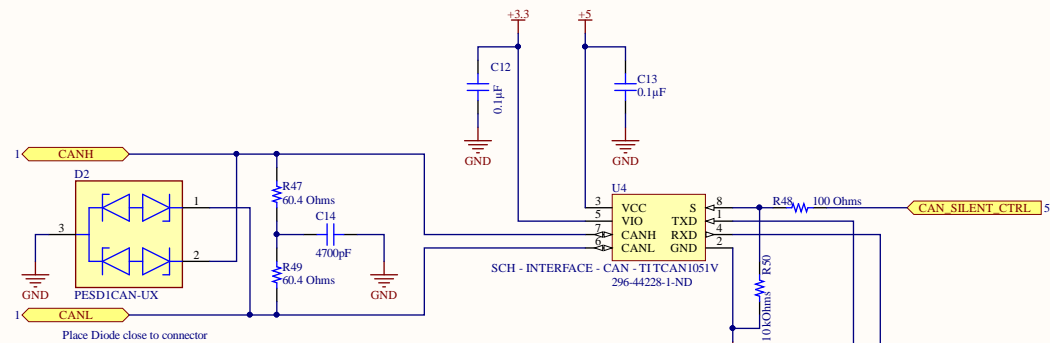 +3.3
+5
C12
0.1µF
C13
0.1µF
GND
GND
1 CANH
D2
1
3
2
GND
PESD1CAN-UX
1 CANL
Place Diode close to connector
R47
60.4 Ohms
C14
4700pF
R49
60.4 Ohms
GND
U4
3 VCC S 8
5 VIO TXD 1
7 CANH RXD 4
6 CANL GND 2
SCH - INTERFACE - CAN - TI TCAN1051V
296-44228-1-ND
R48 100 Ohms
CAN_SILENT_CTRL 5
R50
10 kOhms